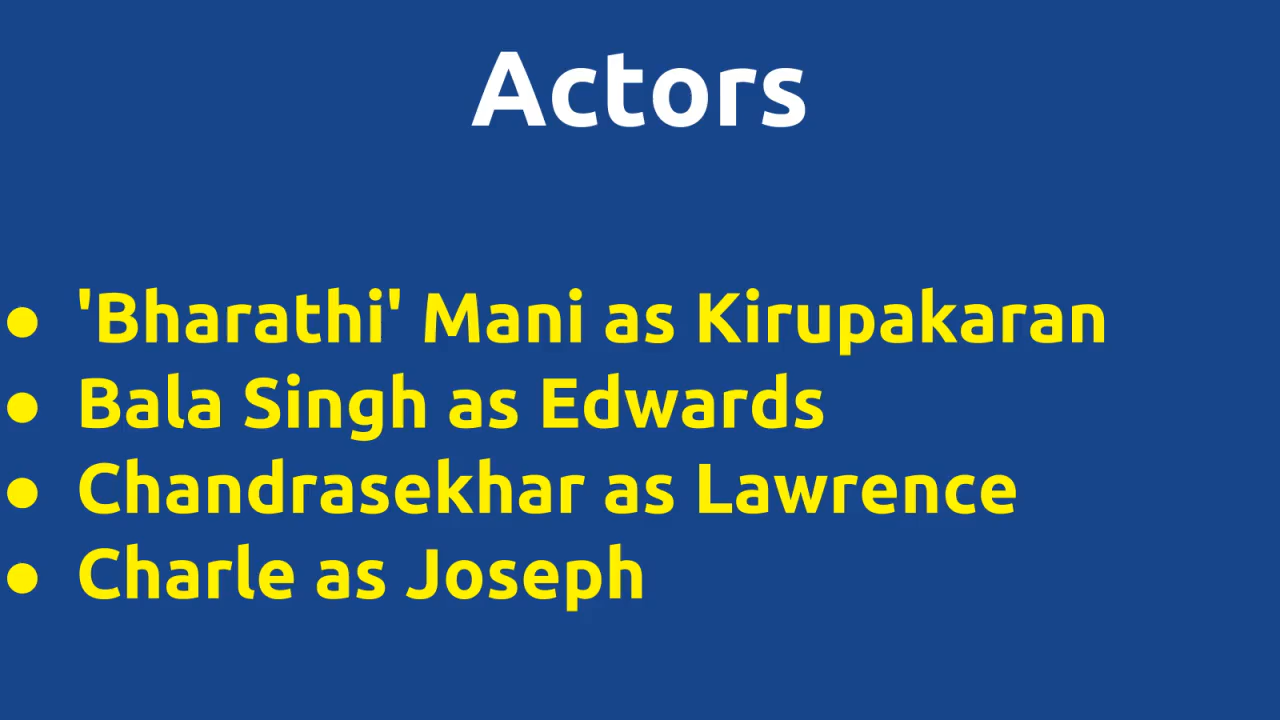 Actors
● 'Bharathi' Mani as Kirupakaran
● Bala Singh as Edwards
● Chandrasekhar as Lawrence
● Charle as Joseph